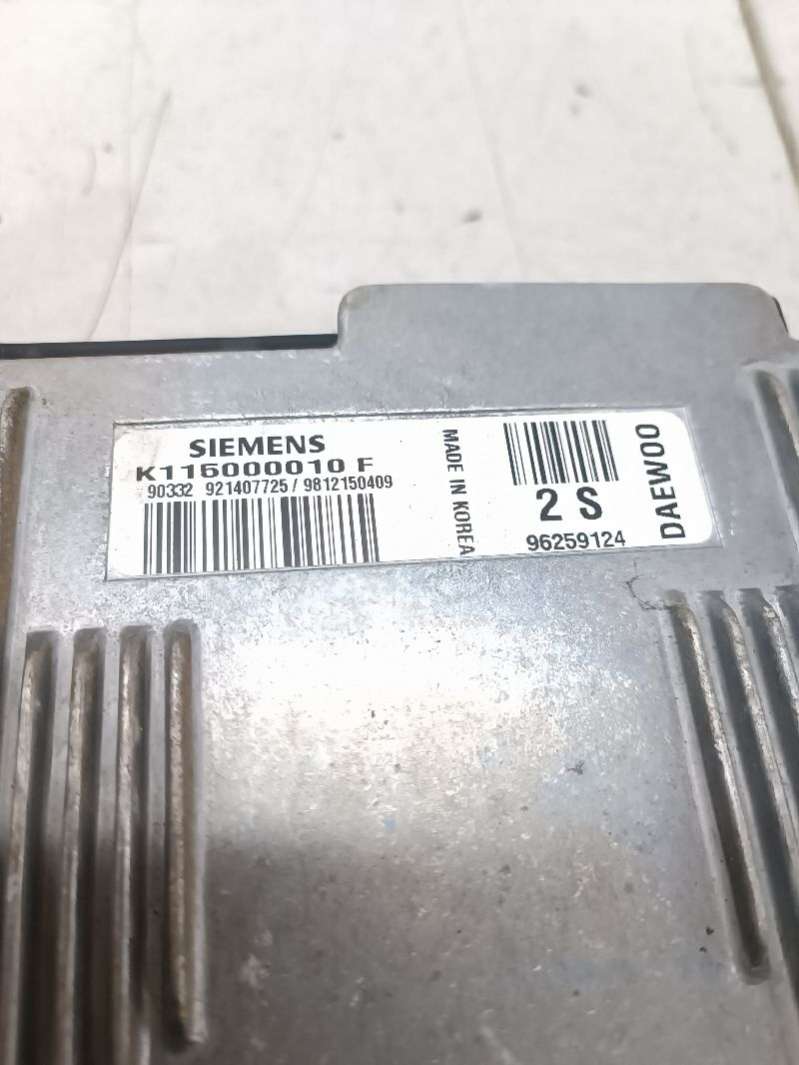 SIEMENS
K115000010 F
90332 921407725 / 9812150409
MADE IN KOREA
2 S
96259124
DAEWOO